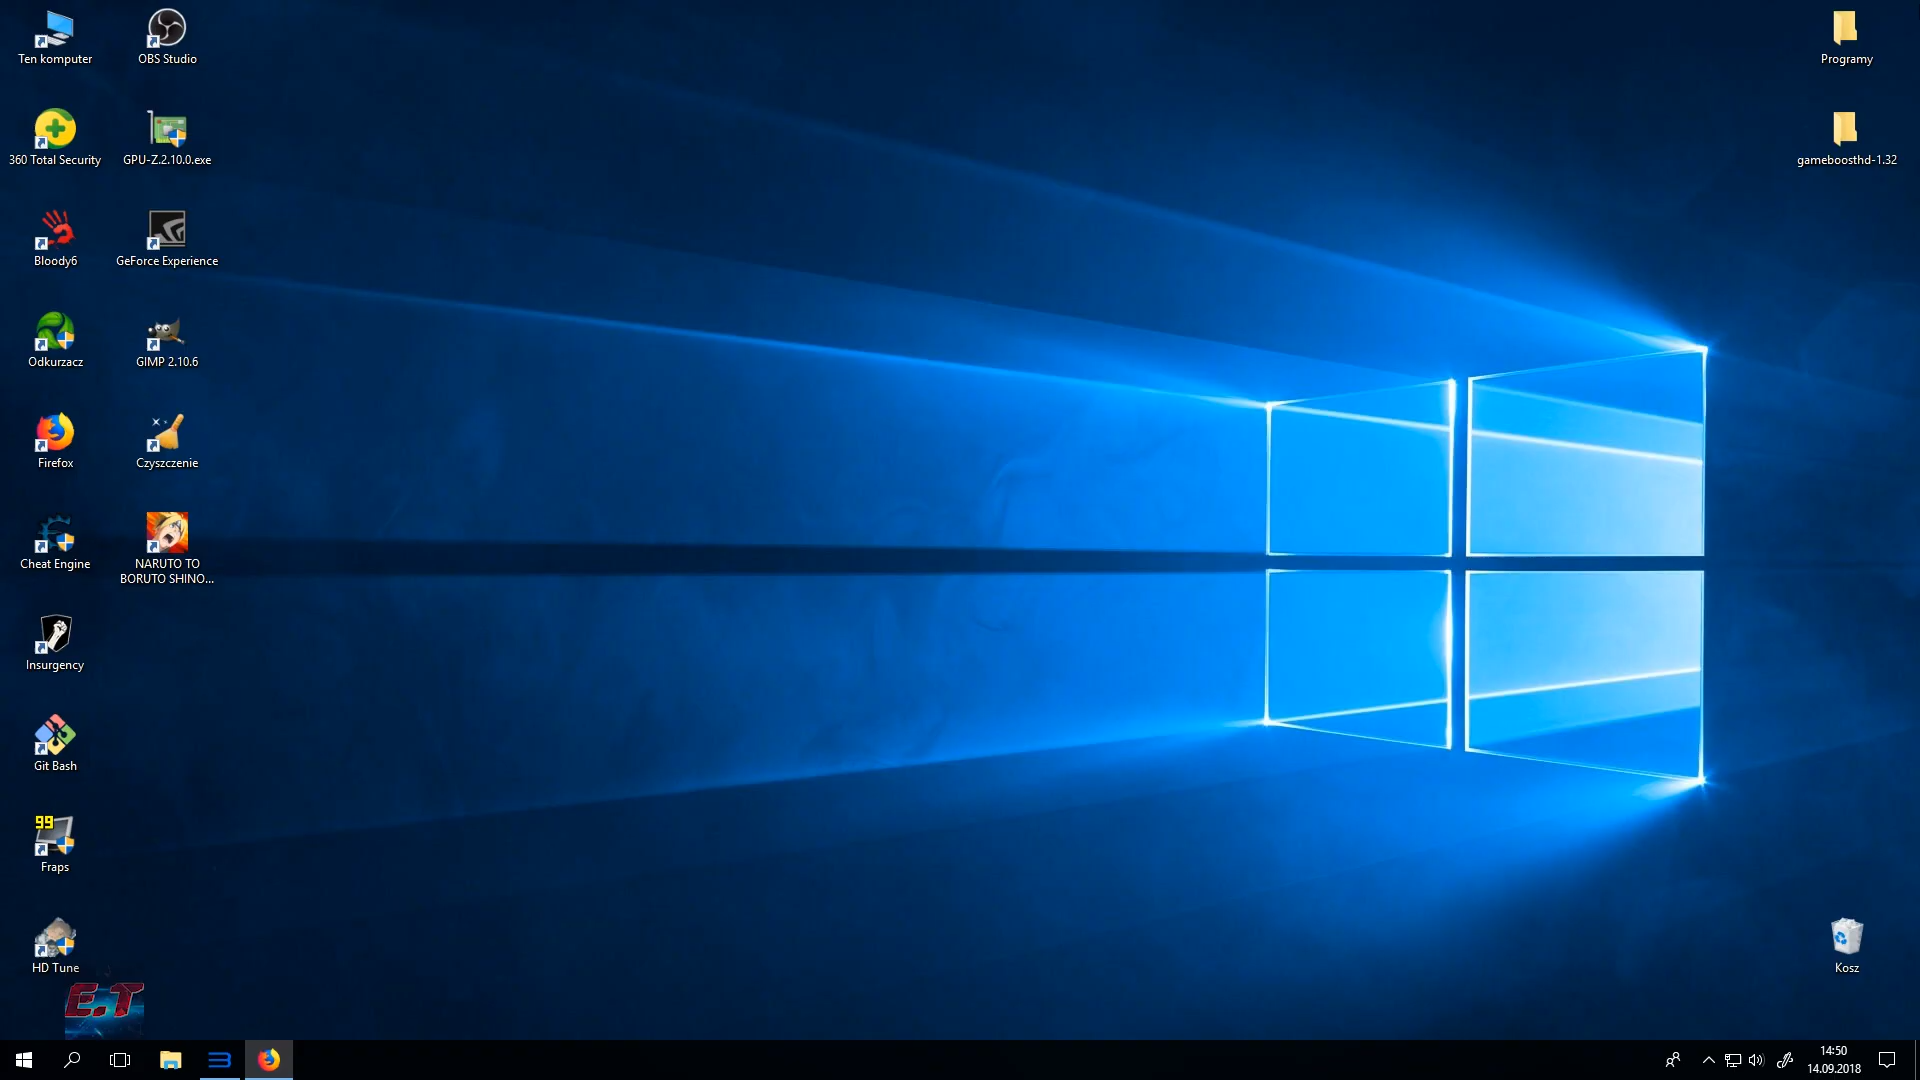 Ten komputer
OBS Studio
Programy
360 Total Security
GPU-Z.2.10.0.exe
gameboosthd-1.32
Bloody6
GeForce Experience
Odkurzacz
GIMP 2.10.6
Firefox
Czyszczenie
Cheat Engine
NARUTO TO
BORUTO SHINO...
Insurgency
Git Bash
99
Fraps
HD Tune
Kosz
E.T
14:50
14.09.2018